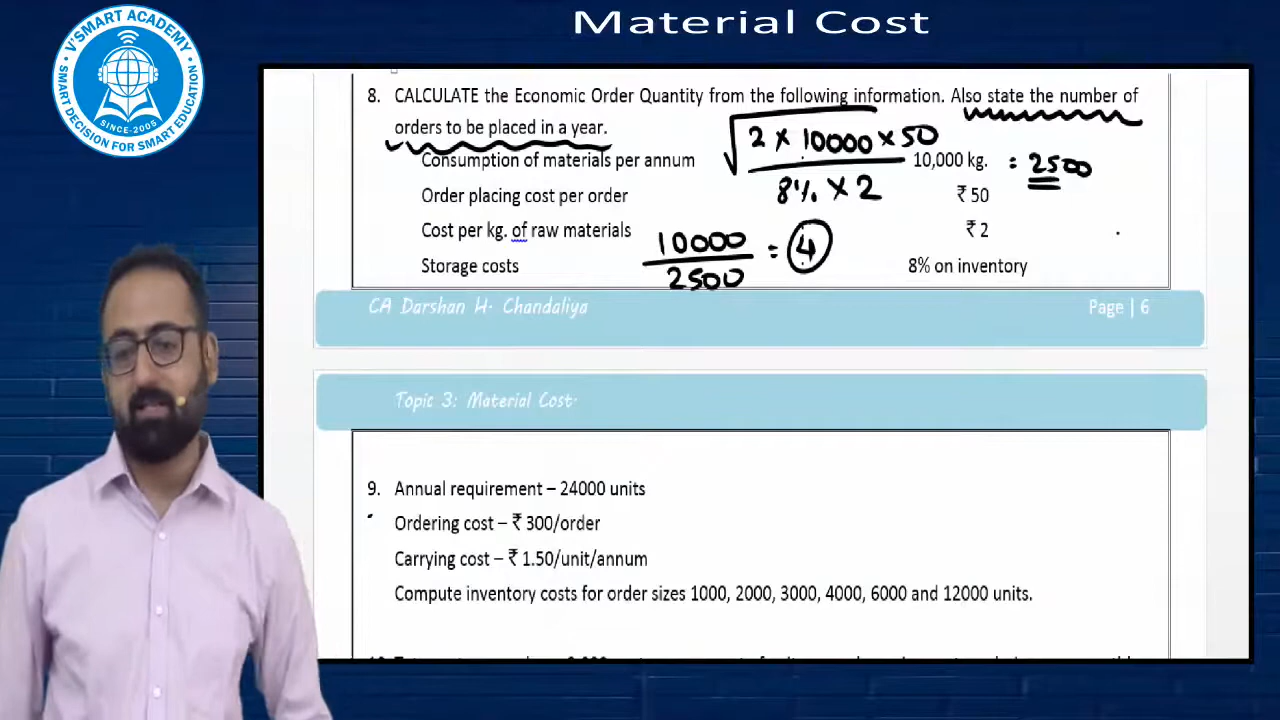 Material Cost
V'SMART ACADEMY
SINCE-2005
SMART DECISION FOR SMART EDUCATION
8. CALCULATE the Economic Order Quantity from the following information. Also state the number of
orders to be placed in a year.
√ 2 × 10000 × 50
8% × 2
= 2500
Consumption of materials per annum 10,000 kg.
Order placing cost per order ₹ 50
Cost per kg. of raw materials ₹ 2
10000
2500
= 4
Storage costs 8% on inventory
CA Darshan H. Chandaliya Page | 6
Topic 3: Material Cost.
9. Annual requirement – 24000 units
Ordering cost – ₹ 300/order
Carrying cost – ₹ 1.50/unit/annum
Compute inventory costs for order sizes 1000, 2000, 3000, 4000, 6000 and 12000 units.